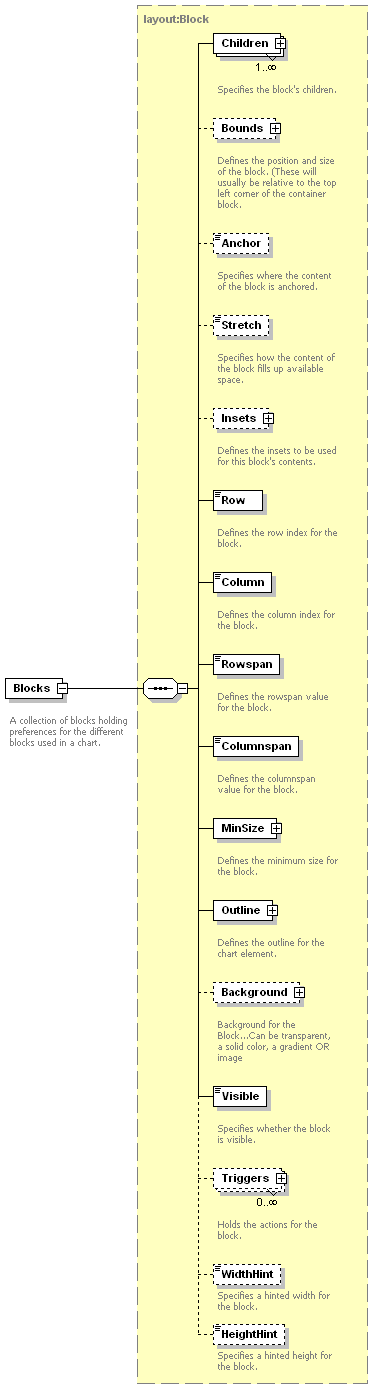 layout:Block
Children
1..∞
Specifies the block's children.
Bounds
Defines the position and size
of the block. (These will
usually be relative to the top
left corner of the container
block.
Anchor
Specifies where the content
of the block is anchored.
Stretch
Specifies how the content of
the block fills up available
space.
Insets
Defines the insets to be used
for this block's contents.
Row
Defines the row index for the
block.
Column
Defines the column index for
the block.
Rowspan
Defines the rowspan value
for the block.
Blocks
A collection of blocks holding
preferences for the different
blocks used in a chart.
Columnspan
Defines the columnspan
value for the block.
MinSize
Defines the minimum size for
the block.
Outline
Defines the outline for the
chart element.
Background
Background for the
Block...Can be transparent,
a solid color, a gradient OR
image
Visible
Specifies whether the block
is visible.
Triggers
0..∞
Holds the actions for the
block.
WidthHint
Specifies a hinted width for
the block.
HeightHint
Specifies a hinted height for
the block.